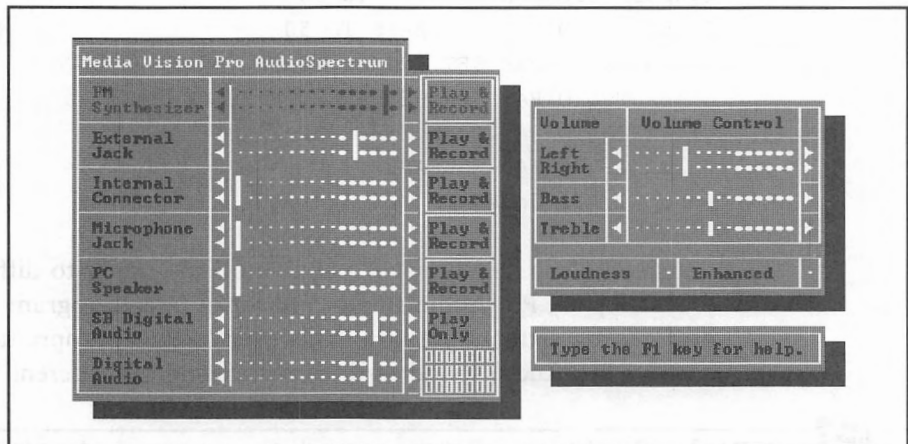 Media Vision Pro AudioSpectrum
FM
Synthesizer
Play &
Record
External
Jack
Play &
Record
Internal
Connector
Play &
Record
Microphone
Jack
Play &
Record
PC
Speaker
Play &
Record
SB Digital
Audio
Play
Only
Digital
Audio
Volume
Volume Control
Left
Right
Bass
Treble
Loudness
Enhanced
Type the F1 key for help.